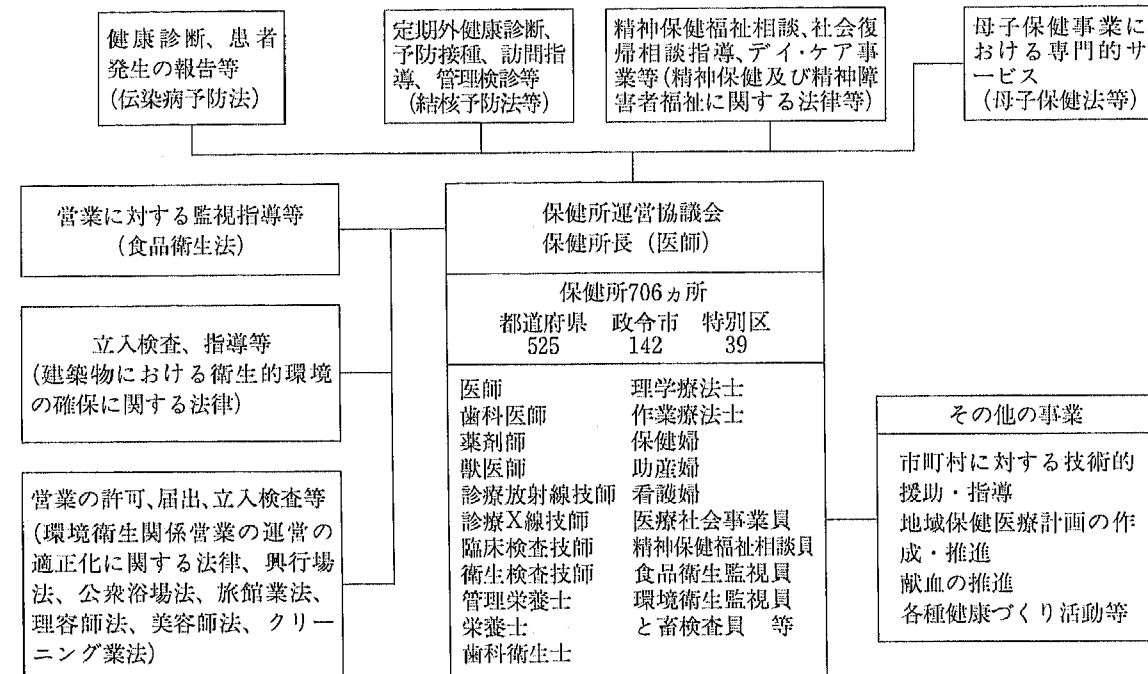 健康診断、患者
発生の報告等
(伝染病予防法)
定期外健康診断、
予防接種、訪問指
導、管理検診等
(結核予防法等)
精神保健福祉相談、社会復
帰相談指導、デイ・ケア事
業等(精神保健及び精神障
害者福祉に関する法律等)
母子保健事業に
おける専門的サ
ービス
(母子保健法等)
営業に対する監視指導等
(食品衛生法)
立入検査、指導等
(建築物における衛生的環境
の確保に関する法律)
営業の許可、届出、立入検査等
(環境衛生関係営業の運営の
適正化に関する法律、興行場
法、公衆浴場法、旅館業法、
理容師法、美容師法、クリー
ニング業法)
保健所運営協議会
保健所長(医師)
保健所706ヵ所
都道府県 政令市 特別区
525 142 39
医師 理学療法士
歯科医師 作業療法士
薬剤師 保健婦
獣医師 助産婦
診療放射線技師 看護婦
診療X線技師 医療社会事業員
臨床検査技師 精神保健福祉相談員
衛生検査技師 食品衛生監視員
管理栄養士 環境衛生監視員
栄養士 と畜検査員 等
歯科衛生士
その他の事業
市町村に対する技術的
援助・指導
地域保健医療計画の作
成・推進
献血の推進
各種健康づくり活動等